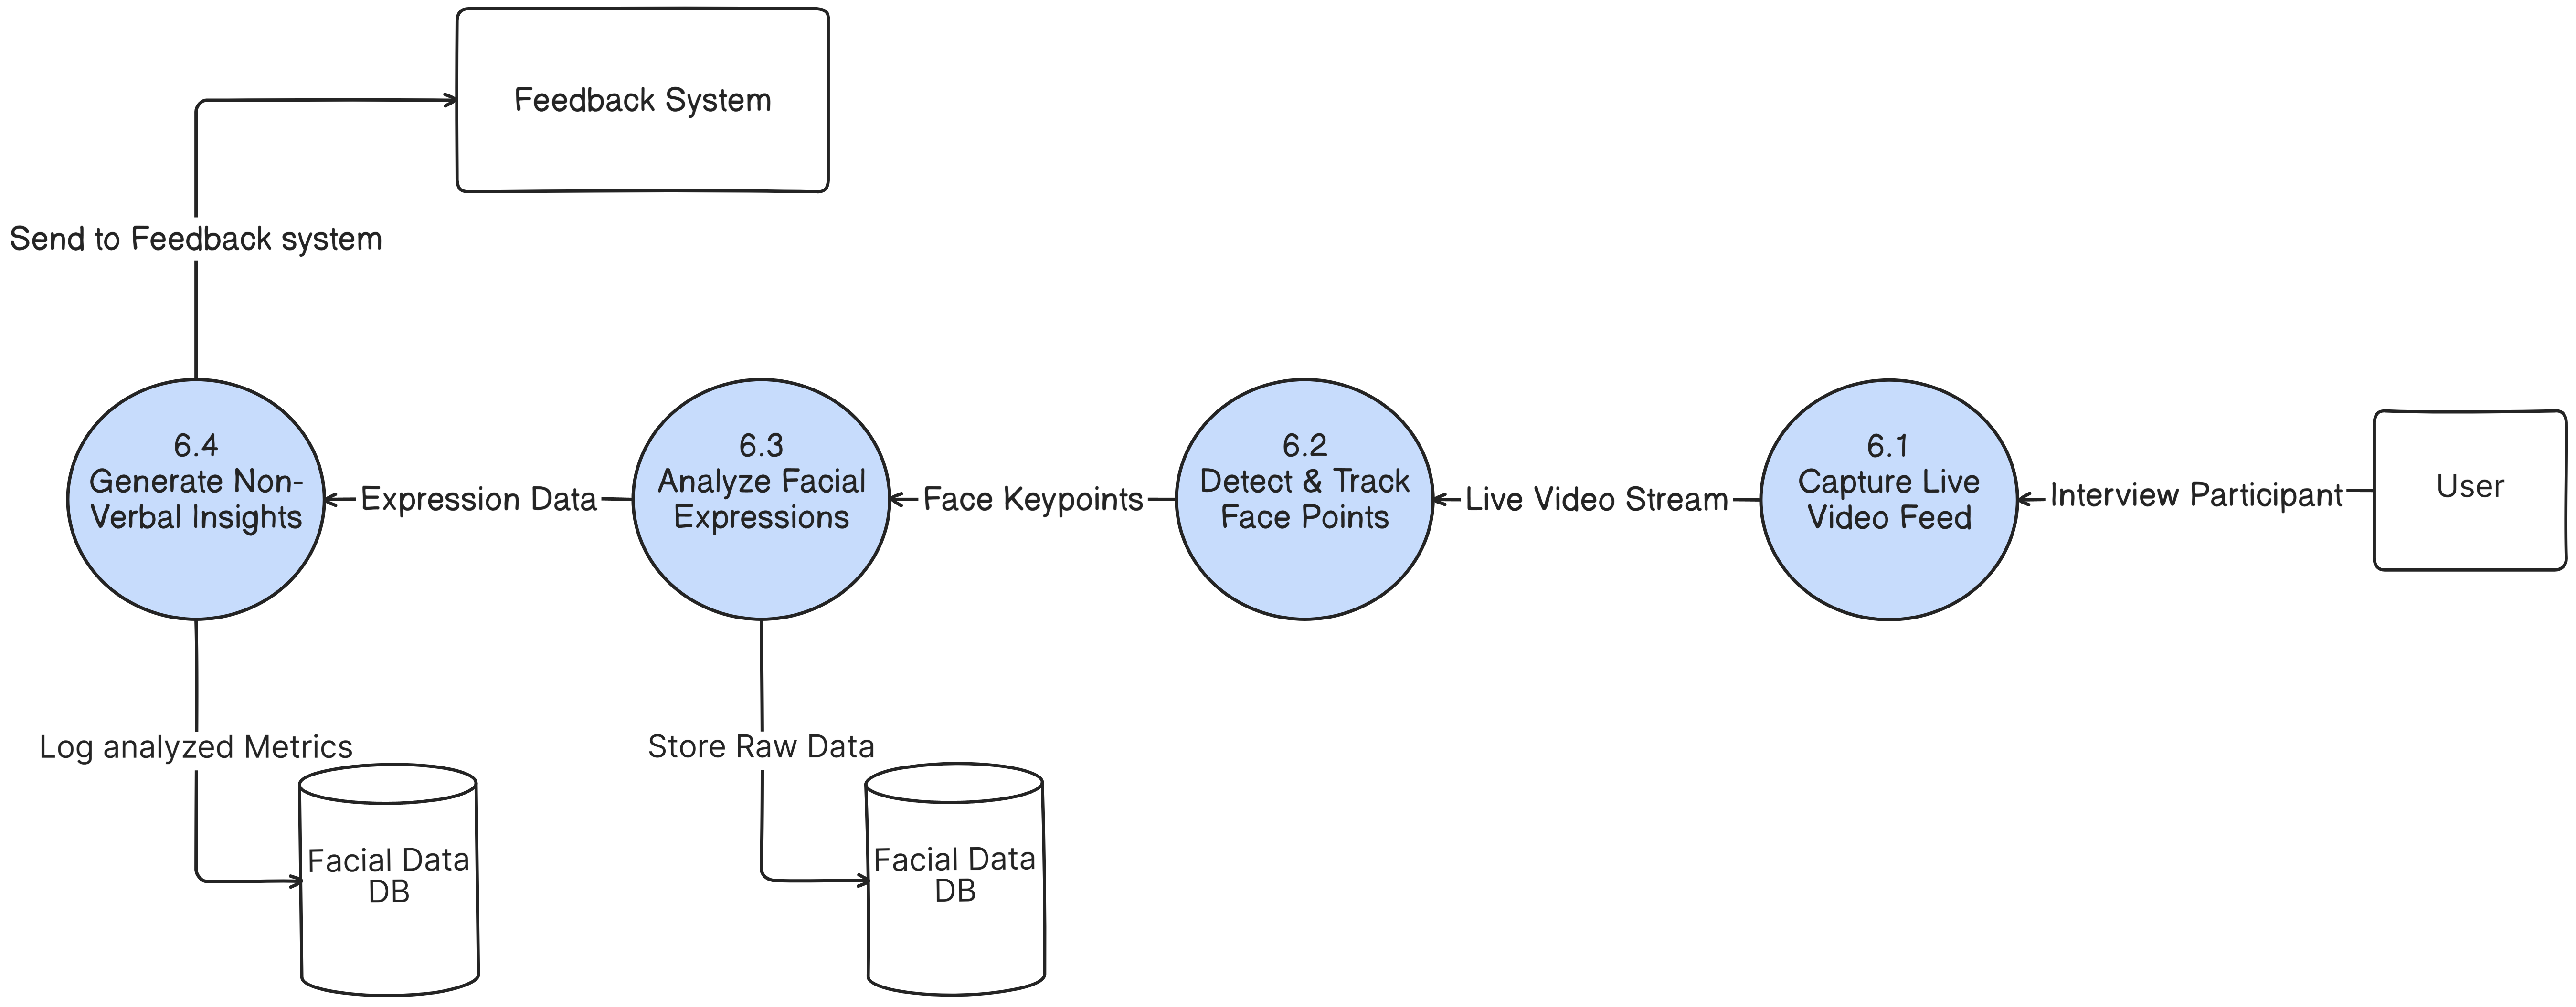 Feedback System
Send to Feedback system
6.4
Generate Non-
Verbal Insights
Expression Data
6.3
Analyze Facial
Expressions
Face Keypoints
6.2
Detect & Track
Face Points
Live Video Stream
6.1
Capture Live
Video Feed
Interview Participant
User
Log analyzed Metrics
Store Raw Data
Facial Data
DB
Facial Data
DB